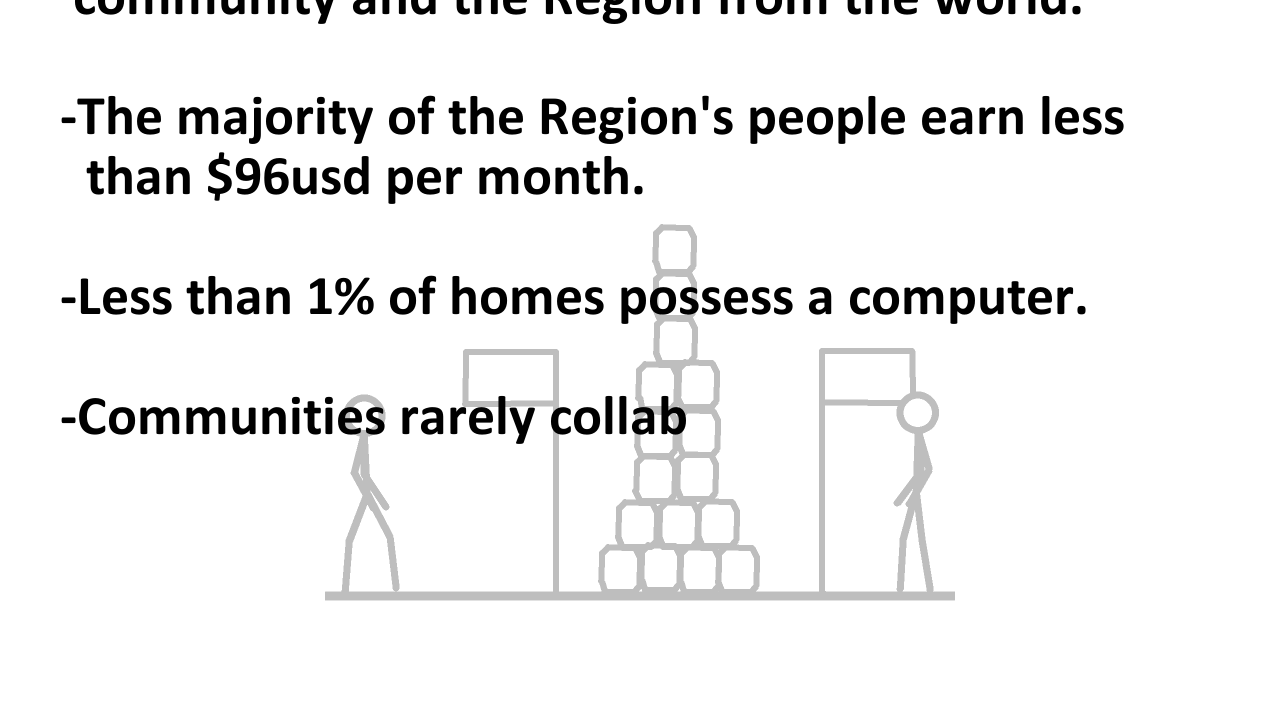 community and the Region from the world.
-The majority of the Region's people earn less
than $96usd per month.
-Less than 1% of homes possess a computer.
-Communities rarely collab